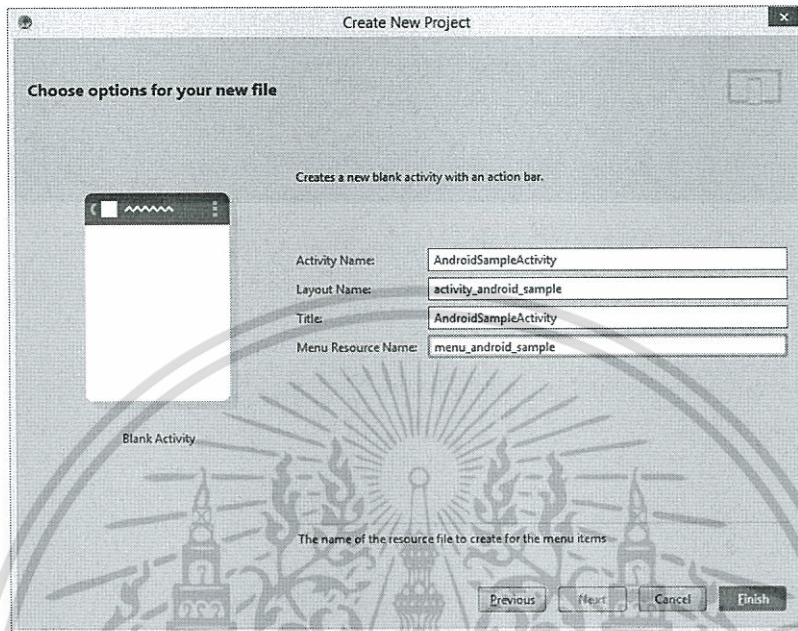 Create New Project
Choose options for your new file
Creates a new blank activity with an action bar.
Activity Name: AndroidSampleActivity
Layout Name: activity_android_sample
Title: AndroidSampleActivity
Menu Resource Name: menu_android_sample
Blank Activity
The name of the resource file to create for the menu items
Previous Next Cancel Finish